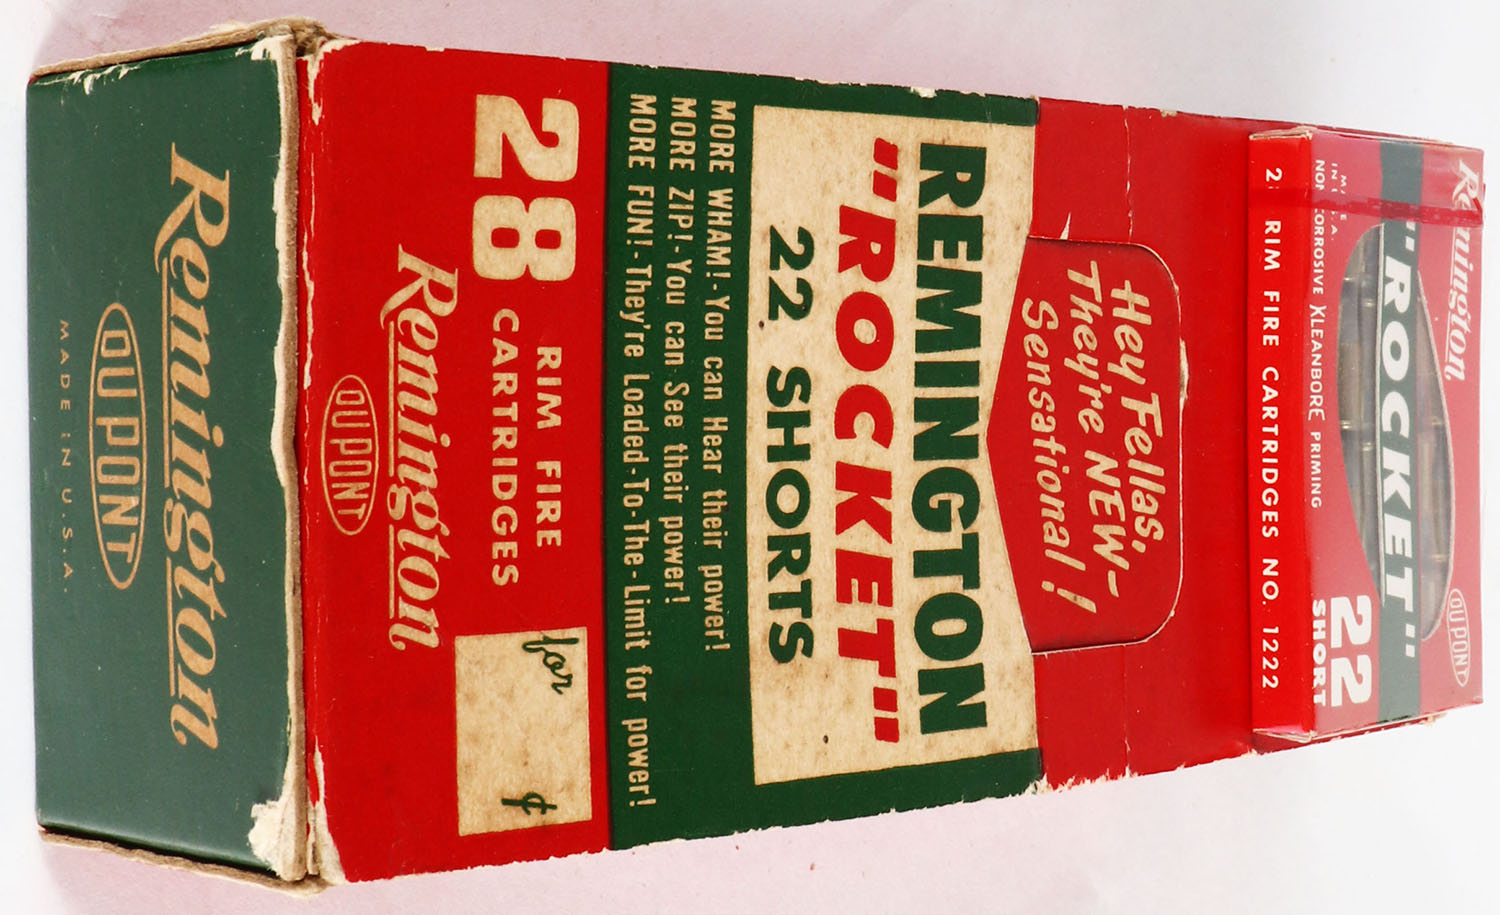 Remington
"ROCKET"
DUPONT
22
SHORT
KLEANBORE PRIMING
RIM FIRE CARTRIDGES NO. 1222
Hey Fellas,
They're NEW-
Sensational!
REMINGTON
"ROCKET"
22 SHORTS
MORE WHAM!-You can Hear their power!
MORE ZIP!-You can See their power!
MORE FUN!-They're Loaded-To-The-Limit for power!
28 RIM FIRE
CARTRIDGES
for ¢
Remington
DUPONT
Remington
DUPONT
MADE IN U.S.A.